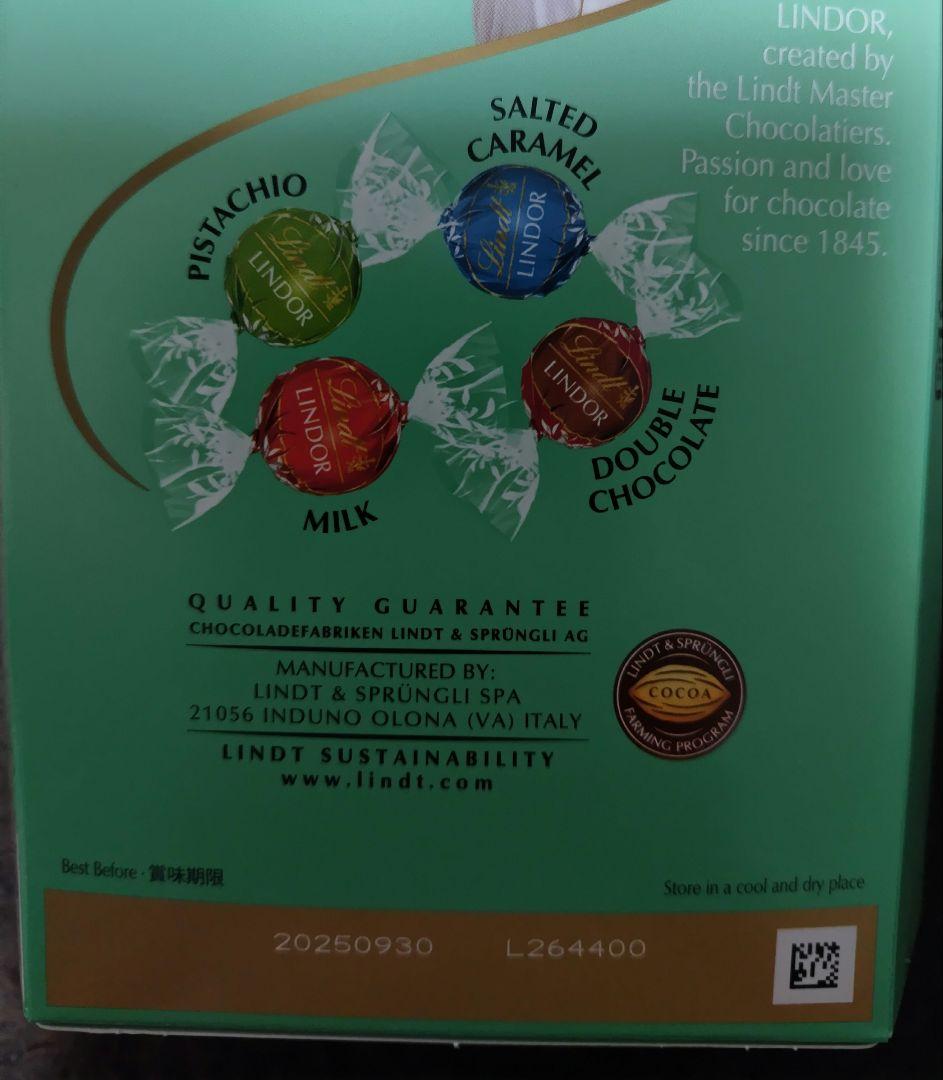 LINDOR,
created by
the Lindt Master
Chocolatiers.
Passion and love
for chocolate
since 1845.
SALTED
CARAMEL
PISTACHIO
Lindt
LINDOR
Lindt
LINDOR
Lindt
LINDOR
Lindt
LINDOR
DOUBLE
CHOCOLATE
MILK
QUALITY GUARANTEE
CHOCOLADEFABRIKEN LINDT & SPRÜNGLI AG
MANUFACTURED BY:
LINDT & SPRÜNGLI SPA
21056 INDUNO OLONA (VA) ITALY
LINDT SUSTAINABILITY
www.lindt.com
LINDT & SPRÜNGLI
COCOA
FARMING PROGRAM
Best Before · 賞味期限
Store in a cool and dry place
20250930 L264400